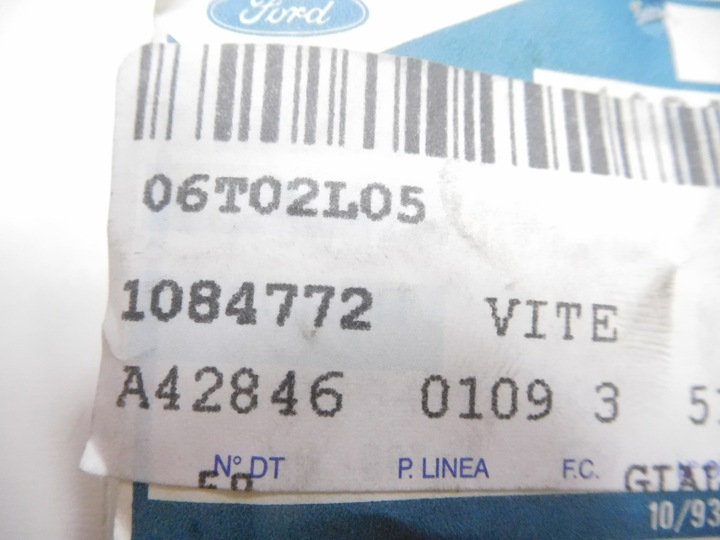 Ford
06T02L05
1084772 VITE
A42846 0109 3
N° DT P. LINEA F.C.
10/93